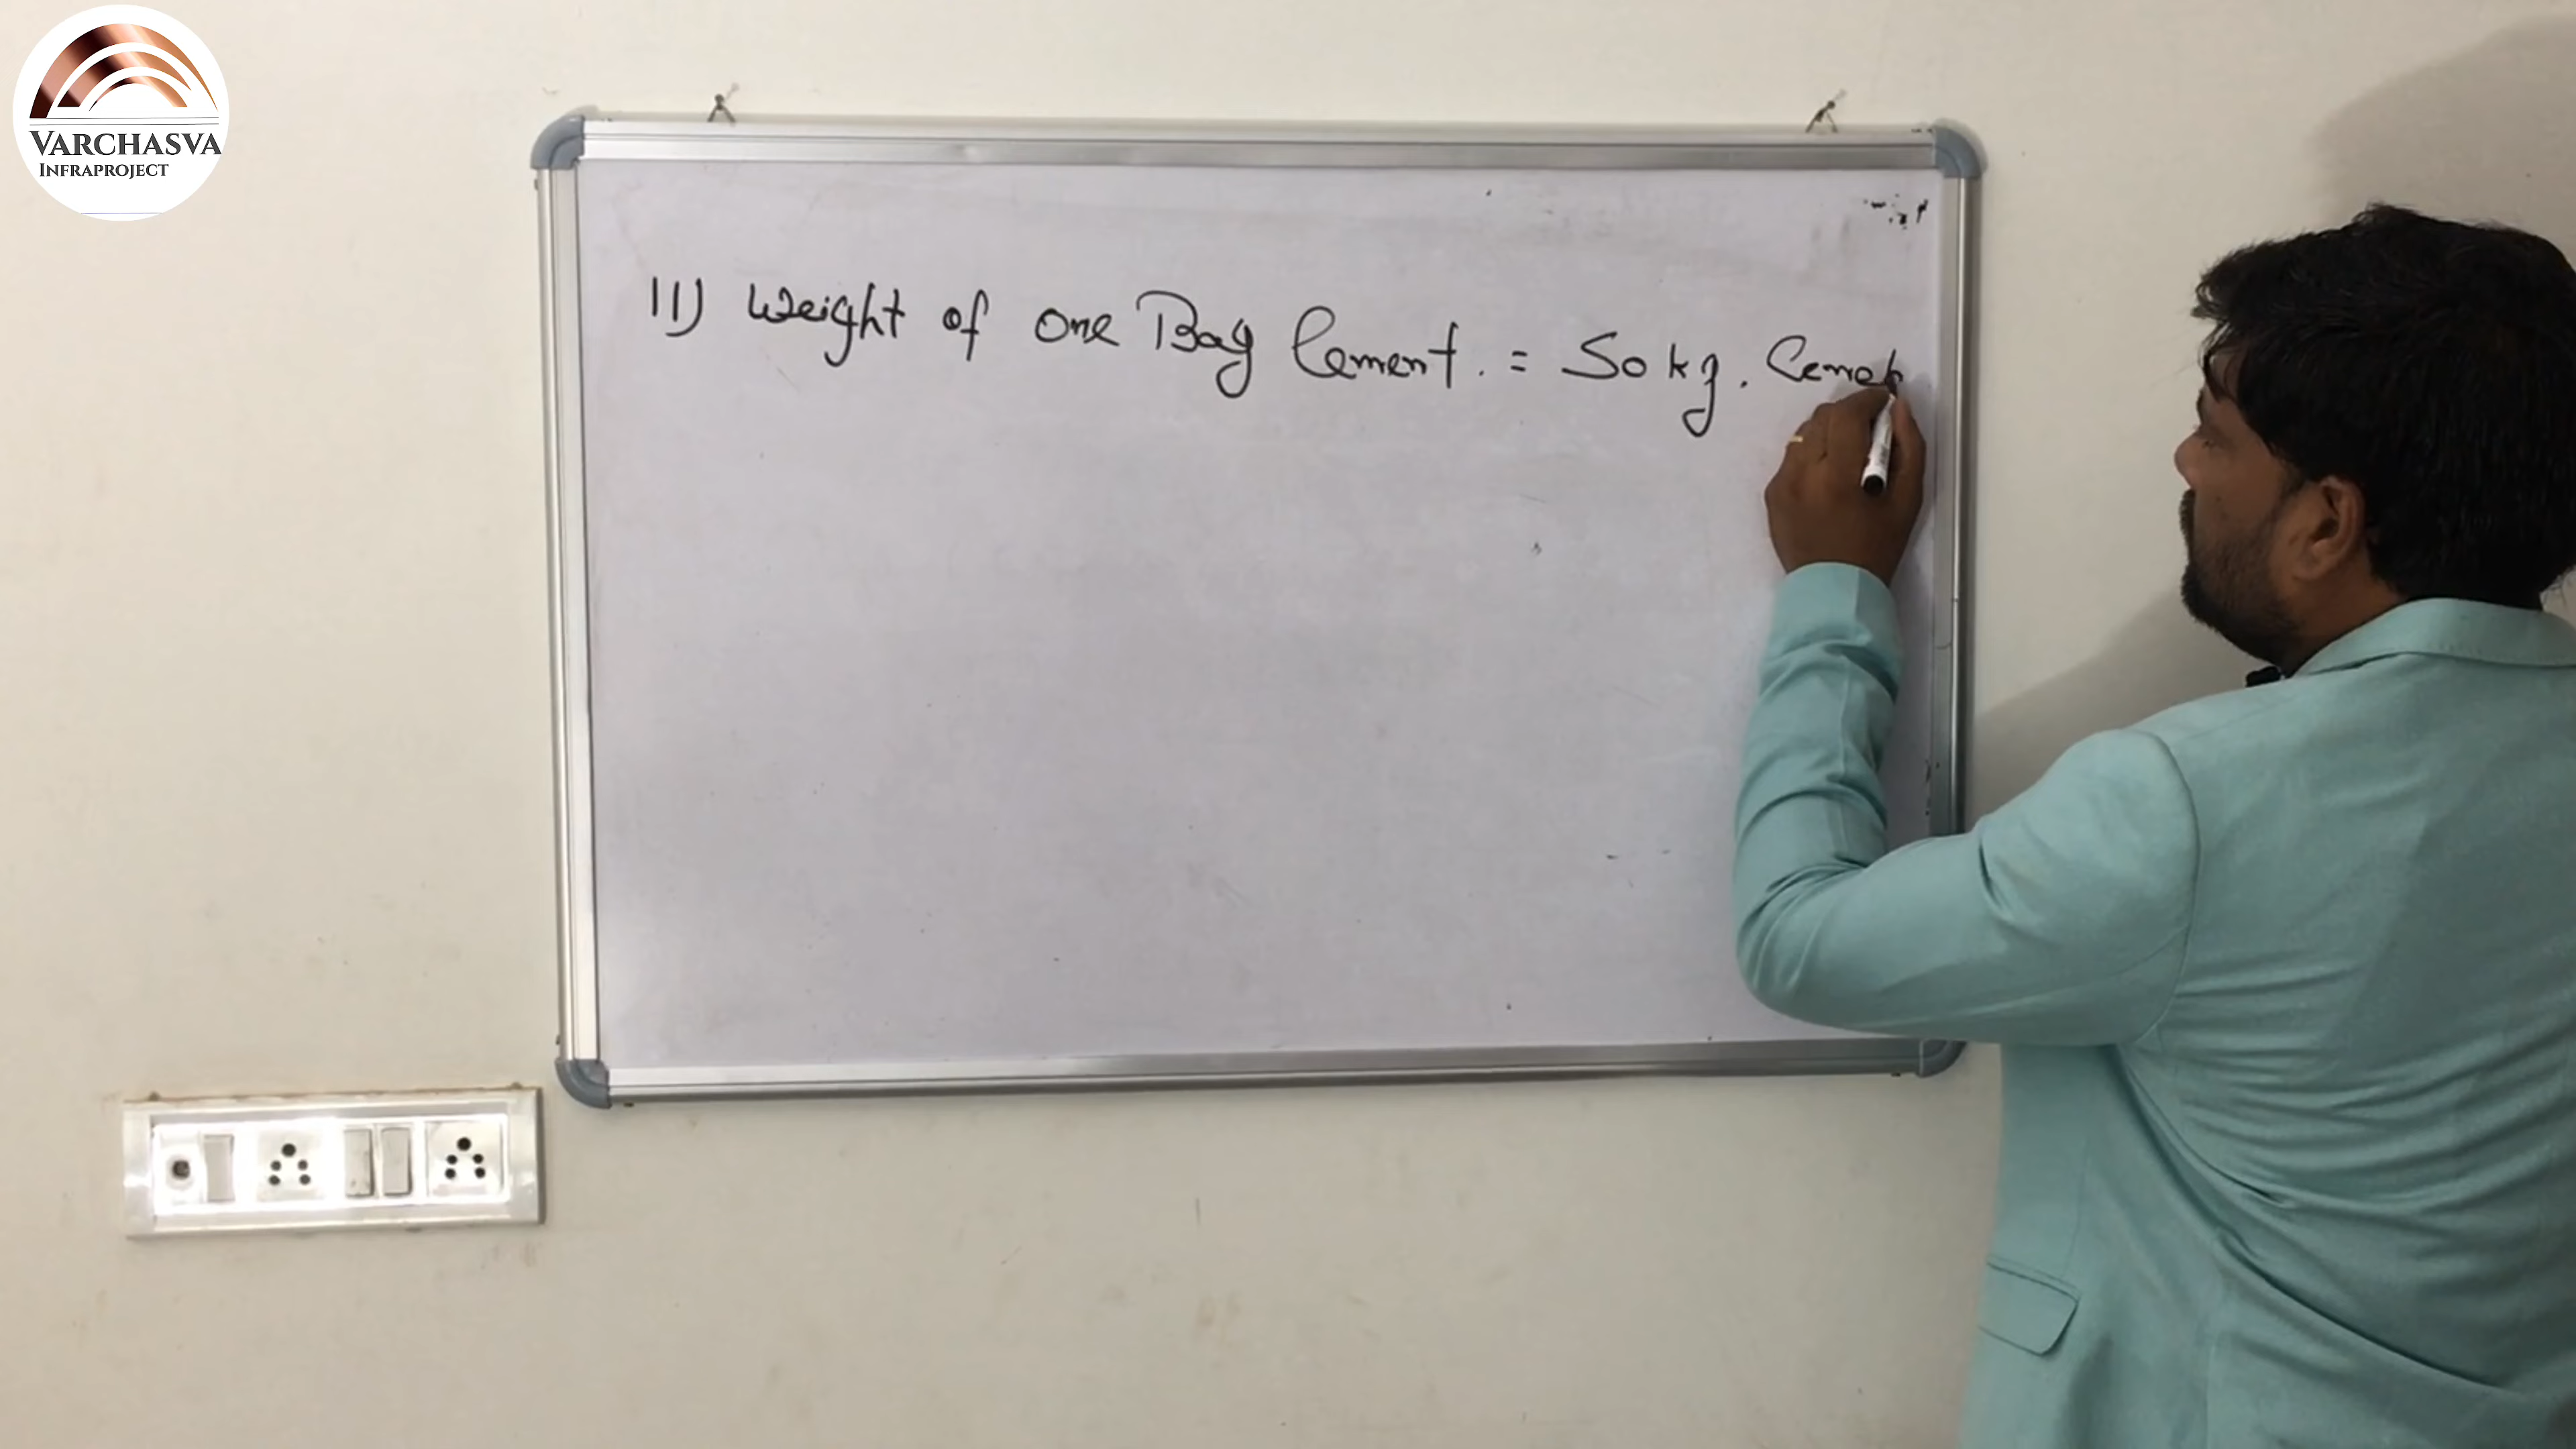 VARCHASVA
INFRAPROJECT
11) Weight of one Bag Cement. = 50 kg. Cement